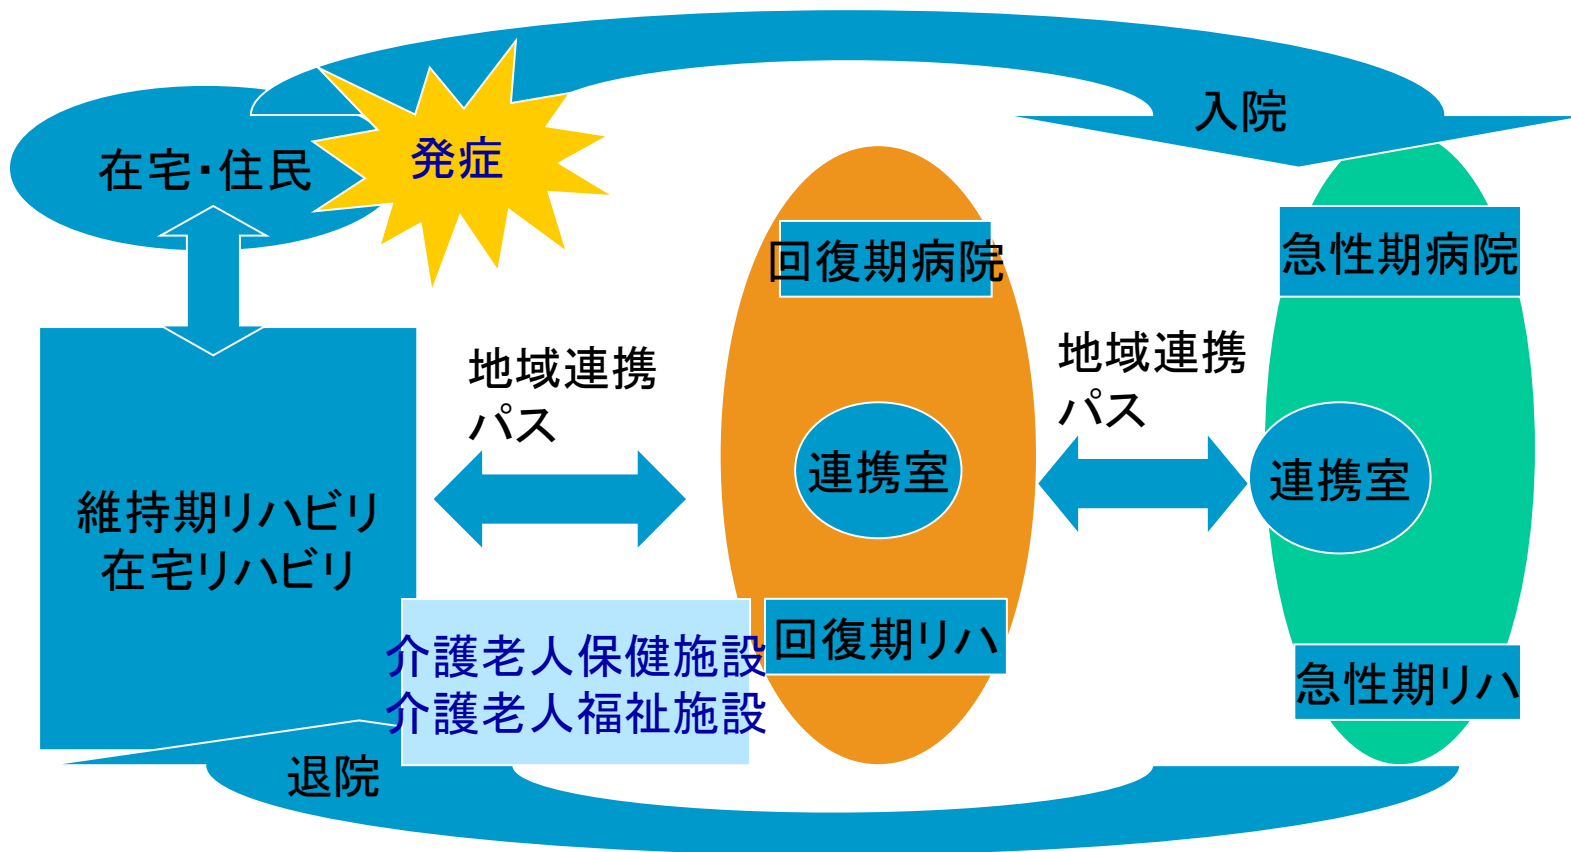 入院
在宅・住民
発症
回復期病院
急性期病院
地域連携
パス
地域連携
パス
連携室
連携室
維持期リハビリ
在宅リハビリ
介護老人保健施設
介護老人福祉施設
回復期リハ
急性期リハ
退院